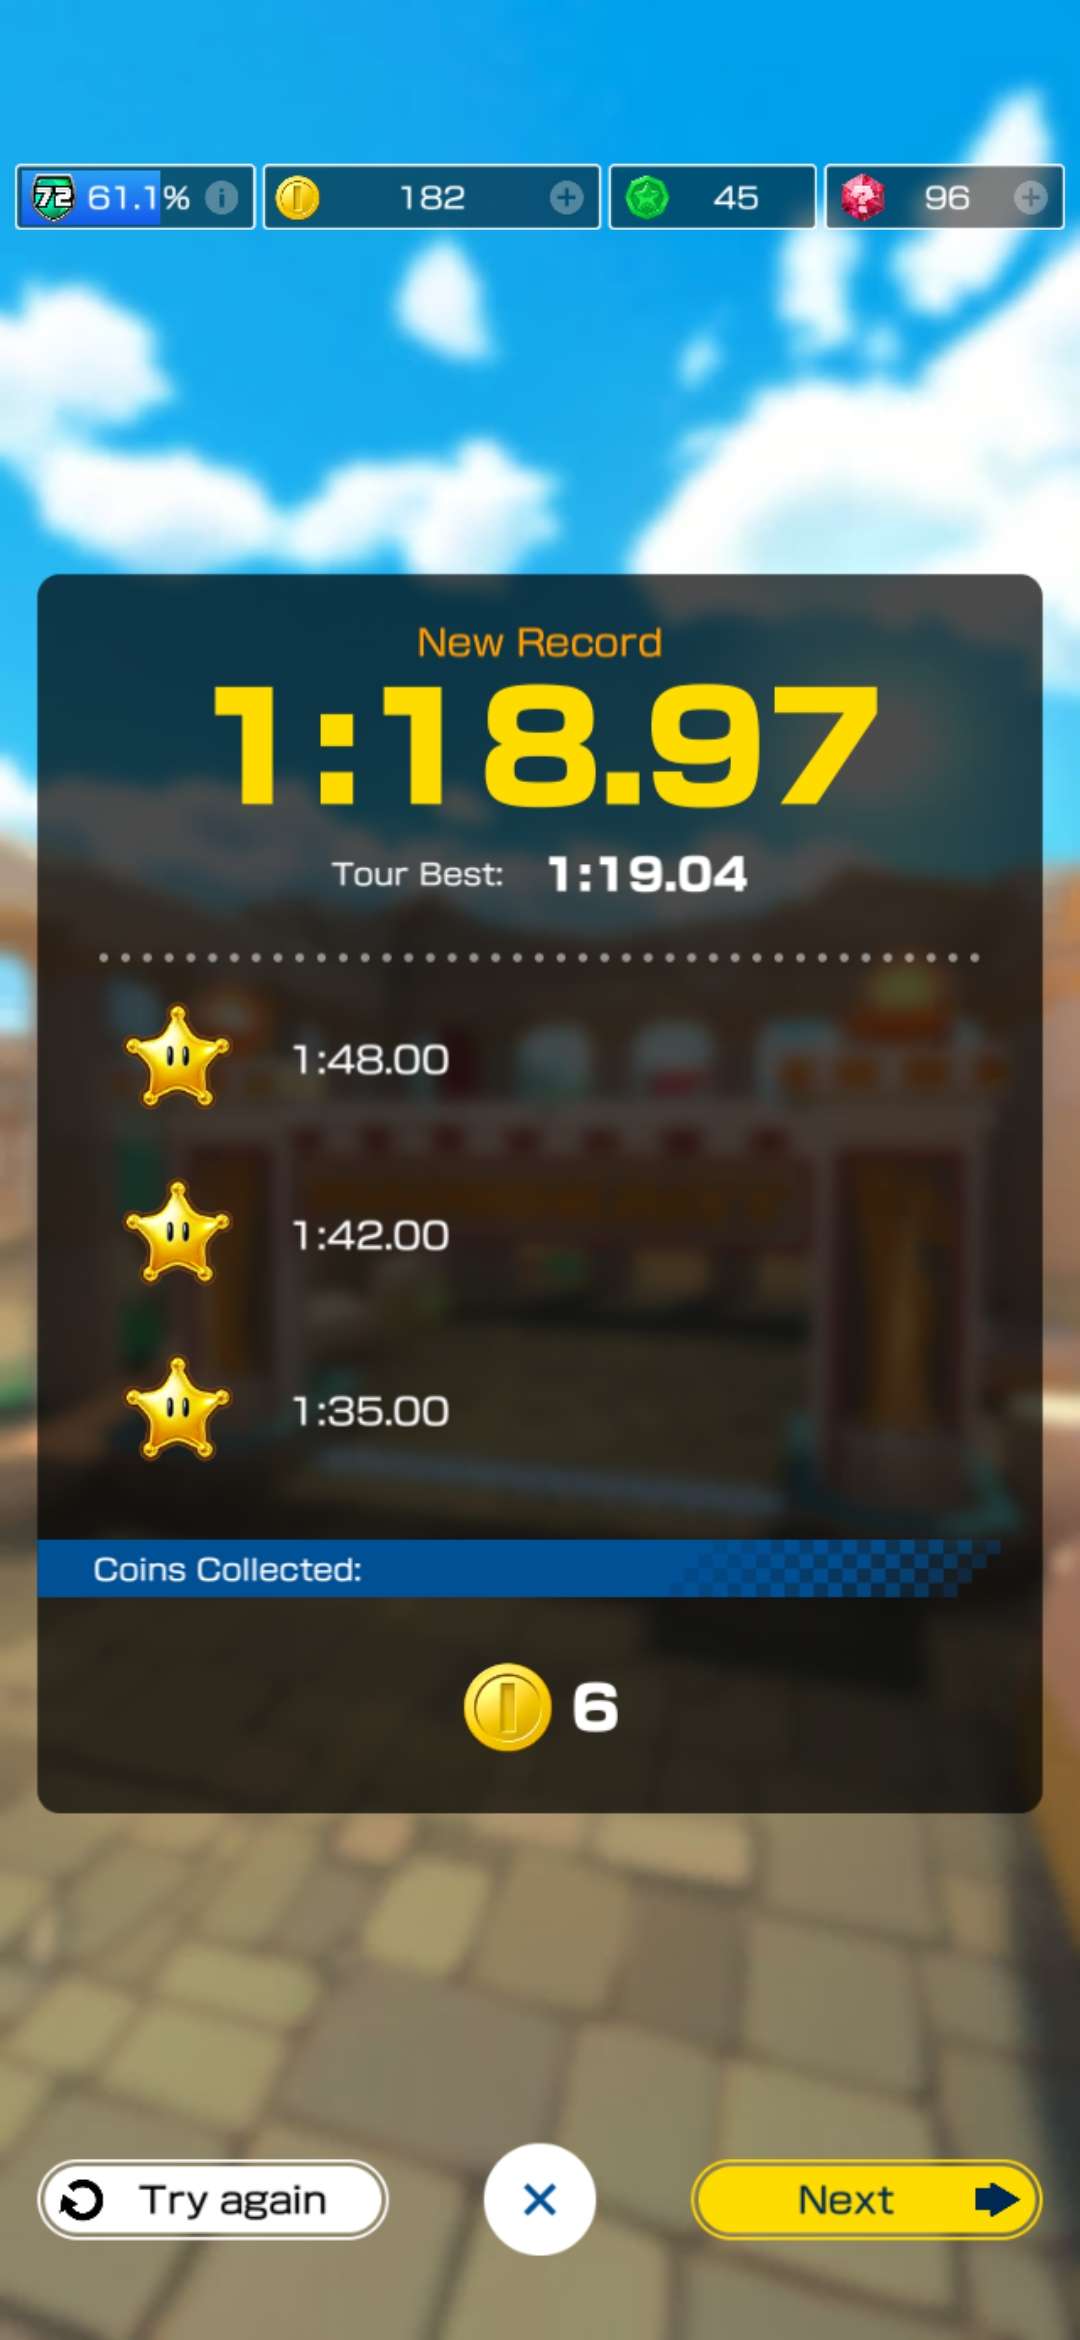 72 61.1% i 182 + 45 ? 96 +
New Record
1:18.97
Tour Best: 1:19.04
1:48.00
1:42.00
1:35.00
Coins Collected:
6
Try again × Next